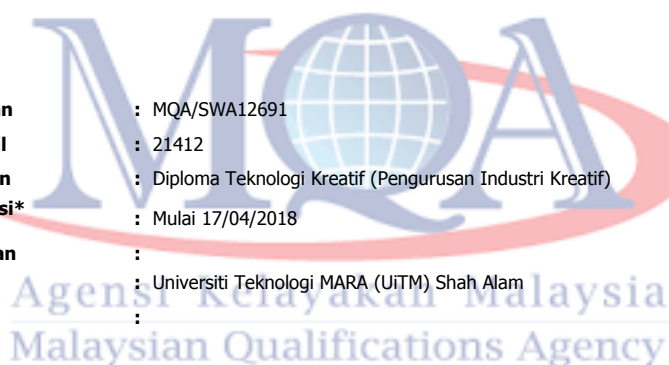 MQA
an : MQA/SWA12691
l : 21412
n : Diploma Teknologi Kreatif (Pengurusan Industri Kreatif)
si*
: Mulai 17/04/2018
an :
: Universiti Teknologi MARA (UiTM) Shah Alam
Agensi Kelayakan Malaysia
:
Malaysian Qualifications Agency